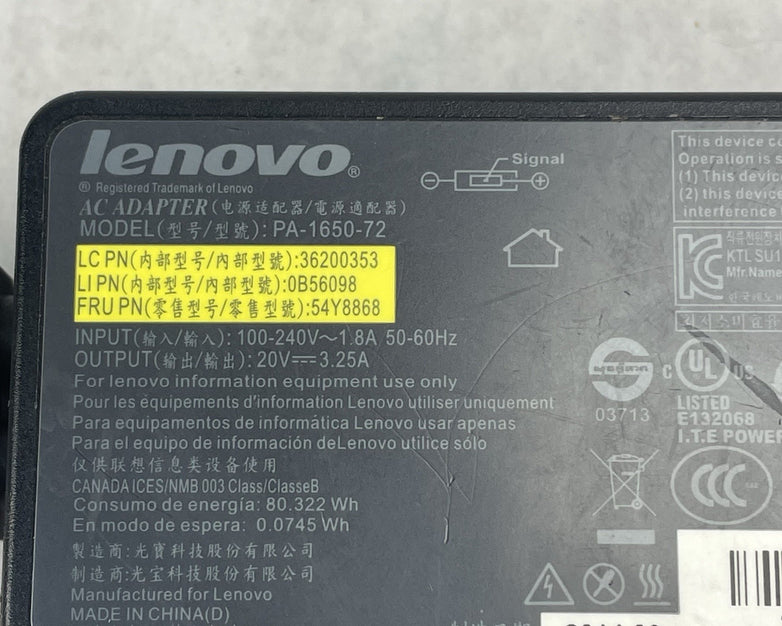 lenovo®
® Registered Trademark of Lenovo
AC ADAPTER(电源适配器/電源適配器)
MODEL(型号/型號): PA-1650-72
LC PN(内部型号/內部型號):36200353
LI PN(内部型号/內部型號):0B56098
FRU PN(零售型号/零售型號):54Y8868
INPUT(输入/輸入): 100-240V～1.8A 50-60Hz
OUTPUT(输出/輸出): 20V⎓3.25A
For lenovo information equipment use only
Pour les équipements d'information Lenovo utiliser uniquement
Para equipamentos de informática Lenovo usar apenas
Para el equipo de información deLenovo utilice sólo
仅供联想信息类设备使用
CANADA ICES/NMB 003 Class/ClasseB
Consumo de energía: 80.322 Wh
En modo de espera: 0.0745 Wh
製造商:光寶科技股份有限公司
制造商:光宝科技股份有限公司
Manufactured for Lenovo
MADE IN CHINA(D)
Signal
This device
Operation is
(1) This device
(2) this device
interference
KTL SU1
Mfr.Name
03713
C UL US
LISTED
E132068
I.T.E POWER
CCC